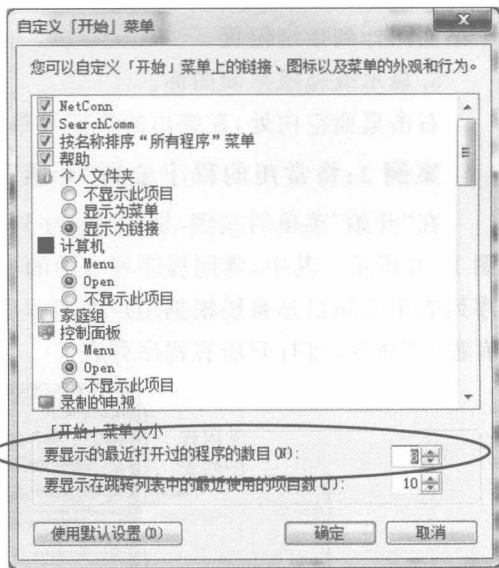 自定义「开始」菜单
您可以自定义「开始」菜单上的链接、图标以及菜单的外观和行为。
NetConn
SearchComm
按名称排序“所有程序”菜单
帮助
个人文件夹
不显示此项目
显示为菜单
显示为链接
计算机
Menu
Open
不显示此项目
家庭组
控制面板
Menu
Open
不显示此项目
录制的电视
「开始」菜单大小
要显示的最近打开过的程序的数目(N):
要显示在跳转列表中的最近使用的项目数(J): 10
使用默认设置(D) 确定 取消